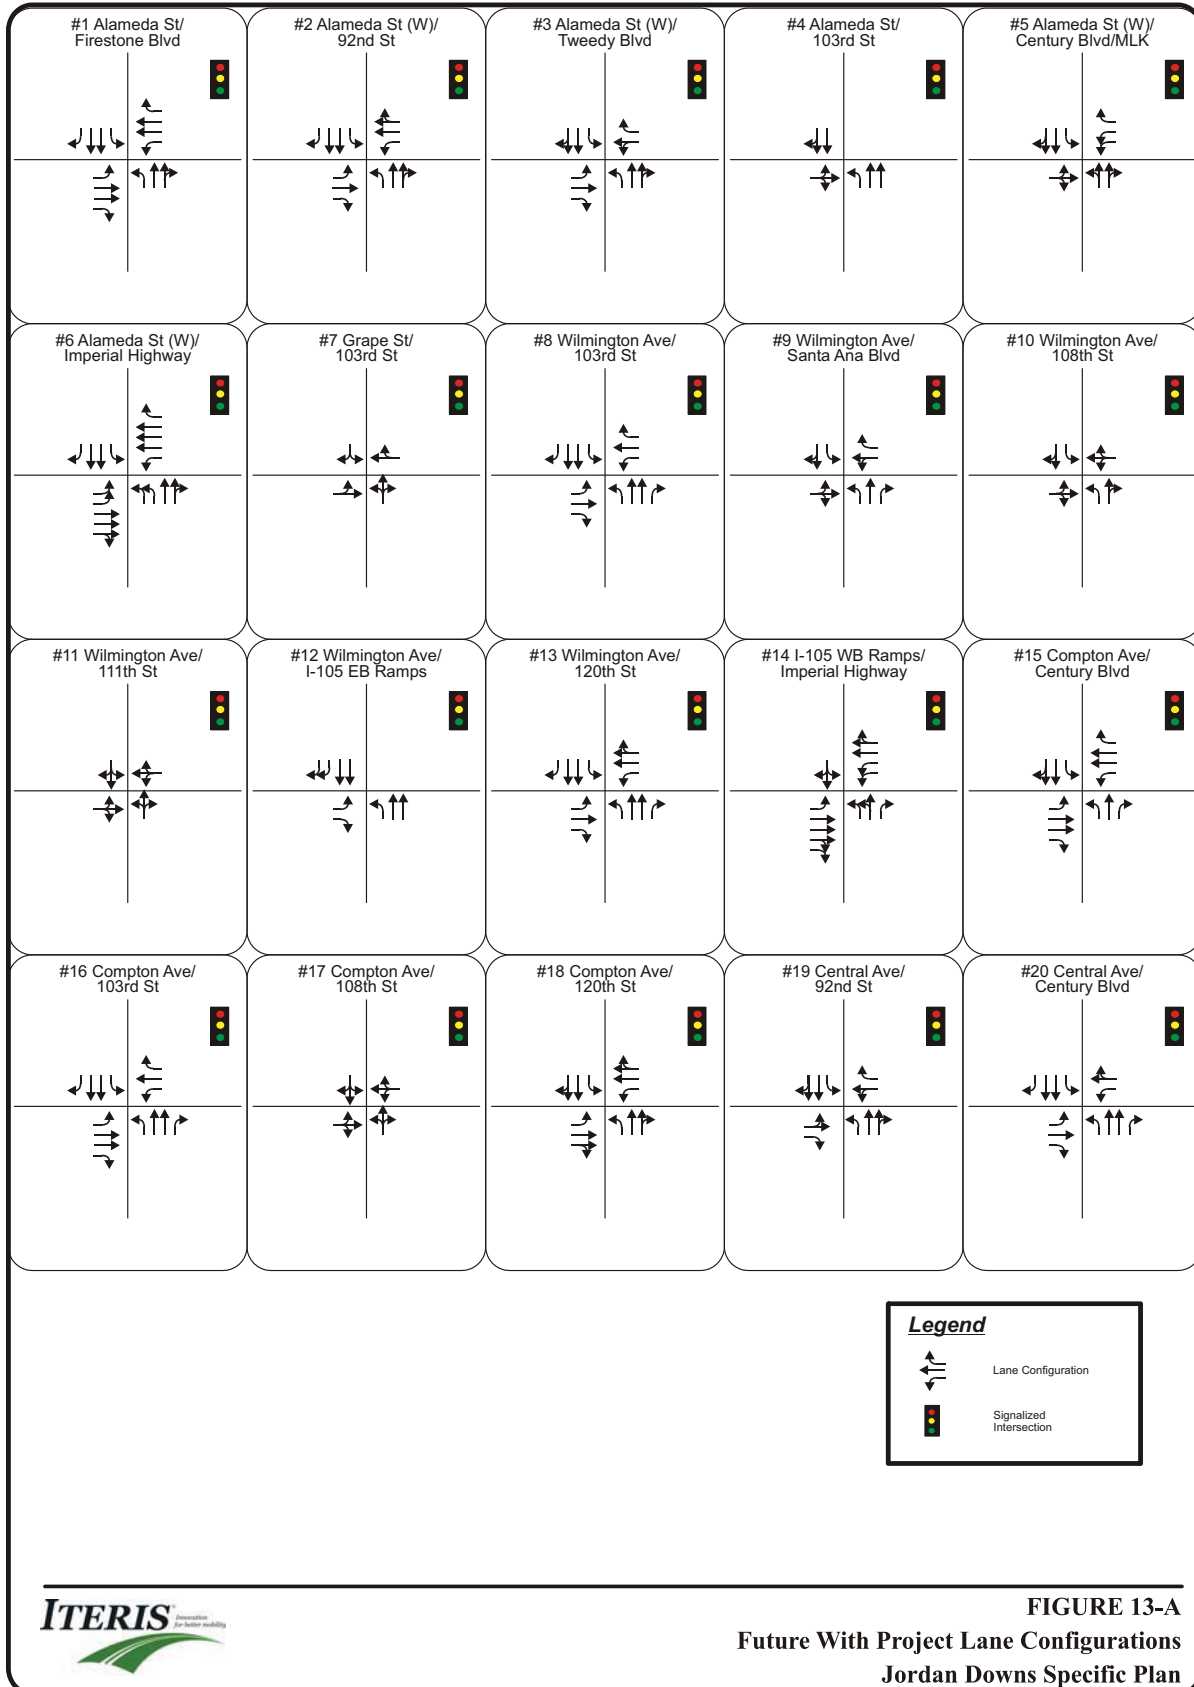 #1 Alameda St/
Firestone Blvd
#2 Alameda St (W)/
92nd St
#3 Alameda St (W)/
Tweedy Blvd
#4 Alameda St/
103rd St
#5 Alameda St (W)/
Century Blvd/MLK
#6 Alameda St (W)/
Imperial Highway
#7 Grape St/
103rd St
#8 Wilmington Ave/
103rd St
#9 Wilmington Ave/
Santa Ana Blvd
#10 Wilmington Ave/
108th St
#11 Wilmington Ave/
111th St
#12 Wilmington Ave/
I-105 EB Ramps
#13 Wilmington Ave/
120th St
#14 I-105 WB Ramps/
Imperial Highway
#15 Compton Ave/
Century Blvd
#16 Compton Ave/
103rd St
#17 Compton Ave/
108th St
#18 Compton Ave/
120th St
#19 Central Ave/
92nd St
#20 Central Ave/
Century Blvd
Legend
Lane Configuration
Signalized
Intersection
ITERIS
Innovation
for better mobility
FIGURE 13-A
Future With Project Lane Configurations
Jordan Downs Specific Plan